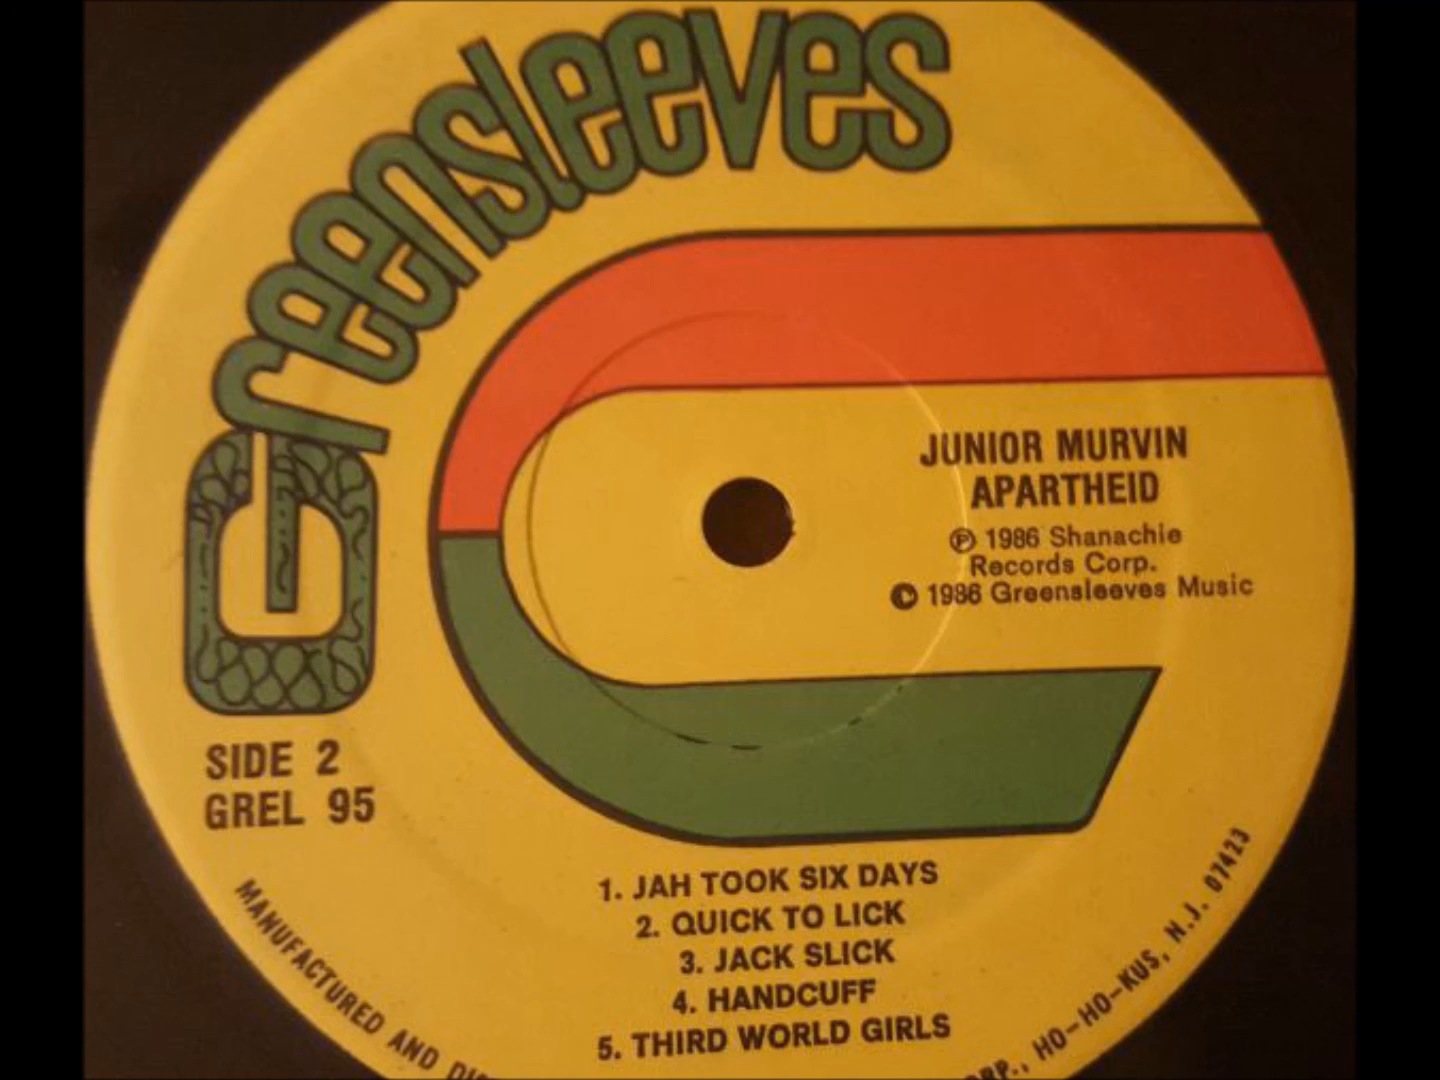 Greensleeves
JUNIOR MURVIN
APARTHEID
℗ 1986 Shanachie
Records Corp.
© 1986 Greensleeves Music
SIDE 2
GREL 95
1. JAH TOOK SIX DAYS
2. QUICK TO LICK
3. JACK SLICK
4. HANDCUFF
5. THIRD WORLD GIRLS
MANUFACTURED AND
HO-HO-KUS, N.J. 07423